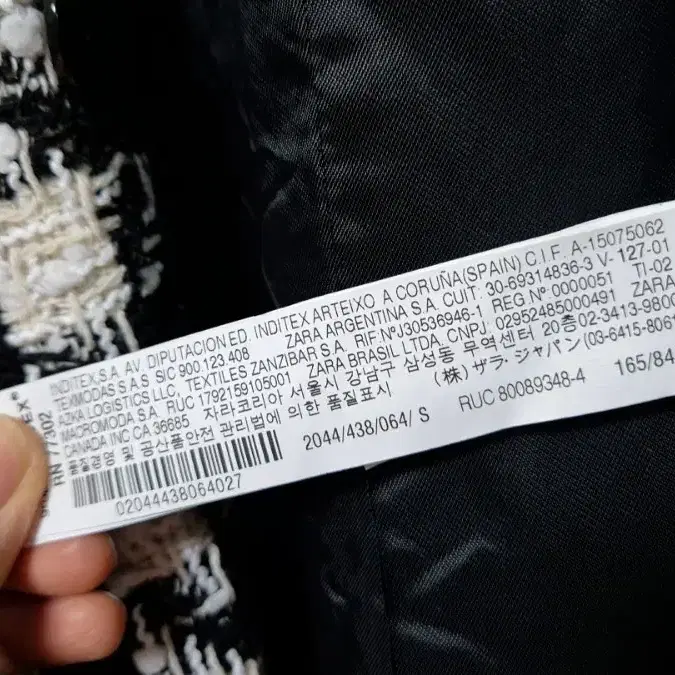 INDITEX,S.A. AV. DIPUTACION ED. INDITEX ARTEIXO A CORUÑA(SPAIN) C.I.F. A-15075062
TEXMODAS S.A.S SIC 900.123.408 ZARA ARGENTINA S.A. CUIT: 30-69314836-3 V- 127-01
AZKA LOGISTICS LLC, TEXTILES ZANZIBAR S.A. RIF.NºJ30536946-1 REG Nº 0000051 TI-02
MACROMODA S.A. RUC 1792159105001 ZARA BRASIL LTDA, CNPJ. 02952485000491 ZARA
CANADA INC CA 36685 자라코리아 서울시 강남구 삼성동 무역센터 20층 02-3413-9800
품질경영 및 공산품안전 관리법에 의한 품질표시 (株) ザラ・ジャパン (03-6415-8061
RN 77302
2044/438/064/ S RUC 80089348-4 165/84
02044438064027